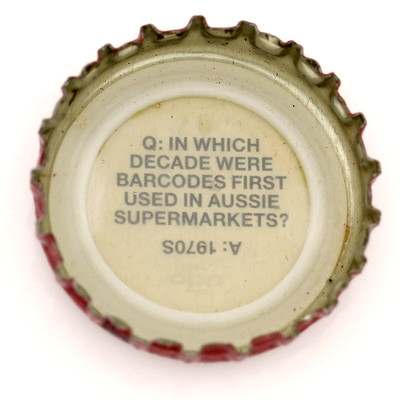 Q: IN WHICH
DECADE WERE
BARCODES FIRST
USED IN AUSSIE
SUPERMARKETS?
A: 1970S